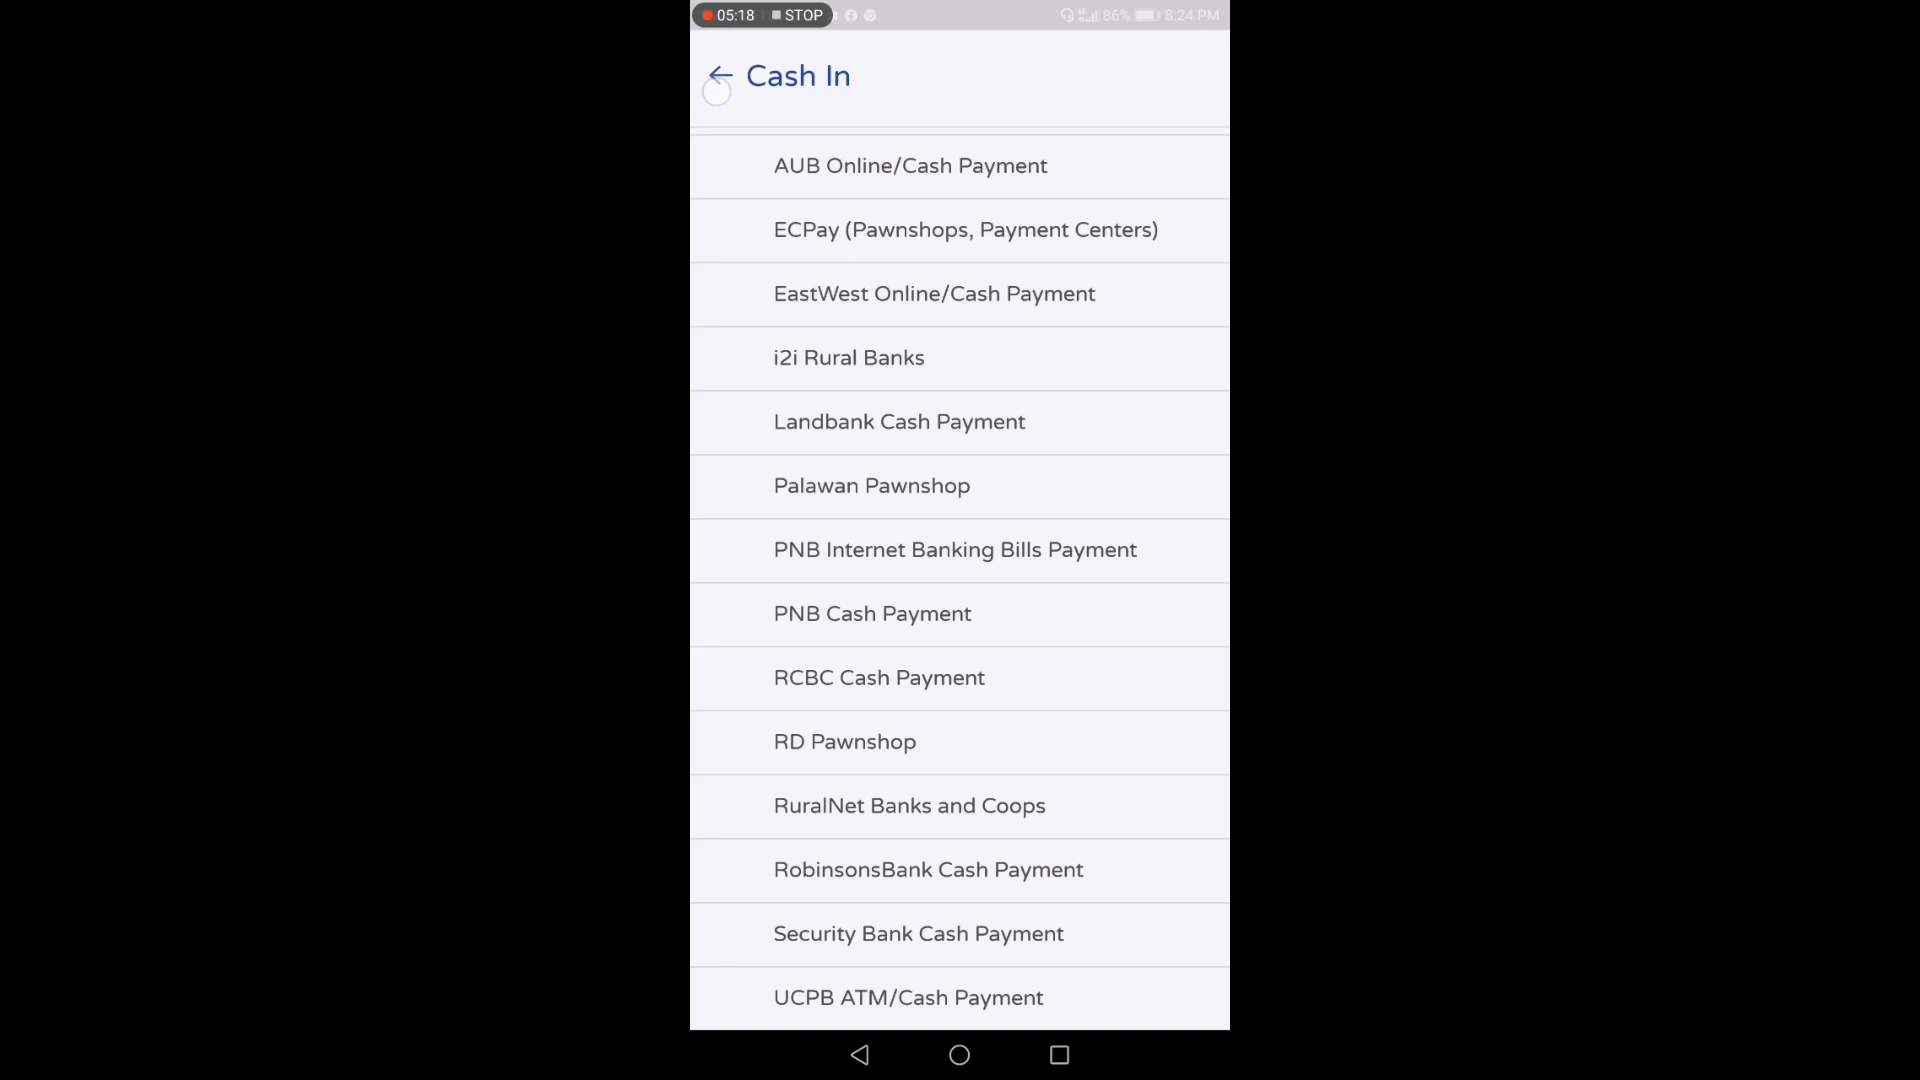 05:18 STOP 86% 8:24 PM
Cash In
AUB Online/Cash Payment
ECPay (Pawnshops, Payment Centers)
EastWest Online/Cash Payment
i2i Rural Banks
Landbank Cash Payment
Palawan Pawnshop
PNB Internet Banking Bills Payment
PNB Cash Payment
RCBC Cash Payment
RD Pawnshop
RuralNet Banks and Coops
RobinsonsBank Cash Payment
Security Bank Cash Payment
UCPB ATM/Cash Payment